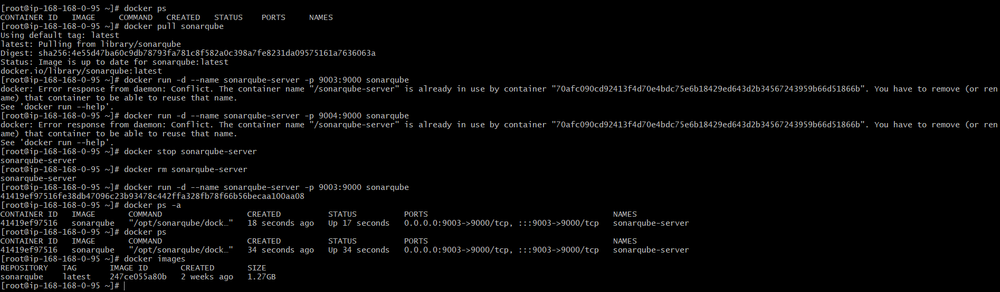 [root@ip-168-168-0-95 ~]# docker ps
CONTAINER ID   IMAGE     COMMAND   CREATED   STATUS    PORTS     NAMES
[root@ip-168-168-0-95 ~]# docker pull sonarqube
Using default tag: latest
latest: Pulling from library/sonarqube
Digest: sha256:4e55d47ba60c9db78793fa781c8f582a0c398a7fe8231da09575161a7636063a
Status: Image is up to date for sonarqube:latest
docker.io/library/sonarqube:latest
[root@ip-168-168-0-95 ~]# docker run -d --name sonarqube-server -p 9003:9000 sonarqube
docker: Error response from daemon: Conflict. The container name "/sonarqube-server" is already in use by container "70afc090cd92413f4d70e4bdc75e6b18429ed643d2b34567243959b66d51866b". You have to remove (or ren
ame) that container to be able to reuse that name.
See 'docker run --help'.
[root@ip-168-168-0-95 ~]# docker run -d --name sonarqube-server -p 9004:9000 sonarqube
docker: Error response from daemon: Conflict. The container name "/sonarqube-server" is already in use by container "70afc090cd92413f4d70e4bdc75e6b18429ed643d2b34567243959b66d51866b". You have to remove (or ren
ame) that container to be able to reuse that name.
See 'docker run --help'.
[root@ip-168-168-0-95 ~]# docker stop sonarqube-server
sonarqube-server
[root@ip-168-168-0-95 ~]# docker rm sonarqube-server
sonarqube-server
[root@ip-168-168-0-95 ~]# docker run -d --name sonarqube-server -p 9003:9000 sonarqube
41419ef97516fe38db47096c23b93478c442ffa328fb78f66b56becaa100aa08
[root@ip-168-168-0-95 ~]# docker ps -a
CONTAINER ID   IMAGE       COMMAND                  CREATED          STATUS          PORTS                                       NAMES
41419ef97516   sonarqube   "/opt/sonarqube/dock…"   18 seconds ago   Up 17 seconds   0.0.0.0:9003->9000/tcp, :::9003->9000/tcp   sonarqube-server
[root@ip-168-168-0-95 ~]# docker ps
CONTAINER ID   IMAGE       COMMAND                  CREATED          STATUS          PORTS                                       NAMES
41419ef97516   sonarqube   "/opt/sonarqube/dock…"   34 seconds ago   Up 34 seconds   0.0.0.0:9003->9000/tcp, :::9003->9000/tcp   sonarqube-server
[root@ip-168-168-0-95 ~]# docker images
REPOSITORY   TAG       IMAGE ID       CREATED       SIZE
sonarqube    latest    247ce055a80b   2 weeks ago   1.27GB
[root@ip-168-168-0-95 ~]#